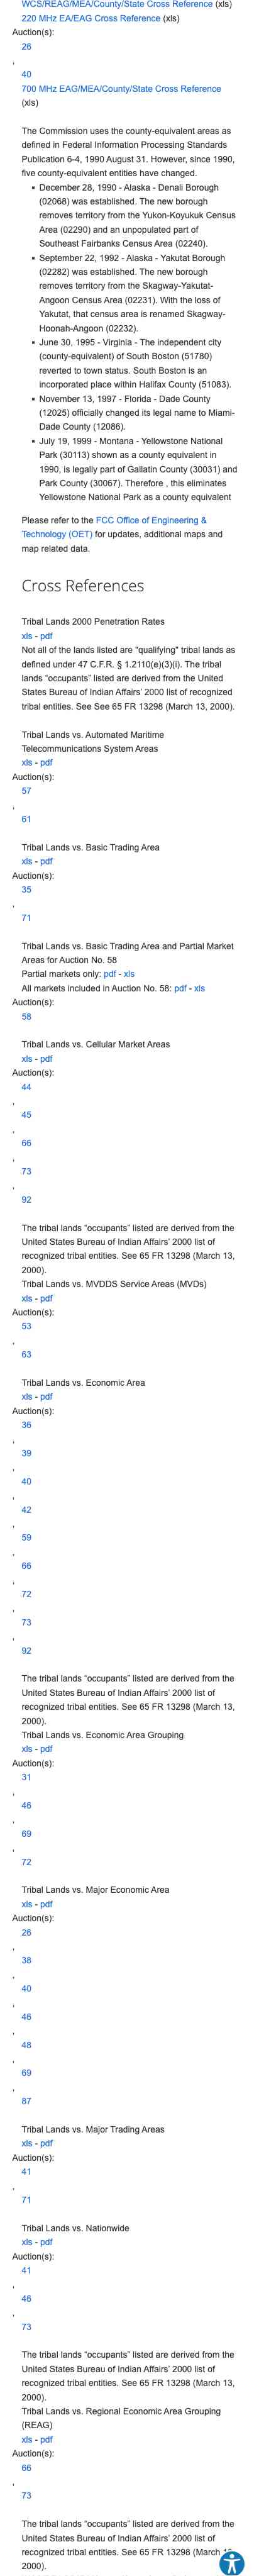 WCS/REAG/MEA/County/State Cross Reference (xls)
220 MHz EA/EAG Cross Reference (xls)
Auction(s):
26
,
40
700 MHz EAG/MEA/County/State Cross Reference
(xls)
The Commission uses the county-equivalent areas as
defined in Federal Information Processing Standards
Publication 6-4, 1990 August 31. However, since 1990,
five county-equivalent entities have changed.
▪ December 28, 1990 - Alaska - Denali Borough
(02068) was established. The new borough
removes territory from the Yukon-Koyukuk Census
Area (02290) and an unpopulated part of
Southeast Fairbanks Census Area (02240).
▪ September 22, 1992 - Alaska - Yakutat Borough
(02282) was established. The new borough
removes territory from the Skagway-Yakutat-
Angoon Census Area (02231). With the loss of
Yakutat, that census area is renamed Skagway-
Hoonah-Angoon (02232).
▪ June 30, 1995 - Virginia - The independent city
(county-equivalent) of South Boston (51780)
reverted to town status. South Boston is an
incorporated place within Halifax County (51083).
▪ November 13, 1997 - Florida - Dade County
(12025) officially changed its legal name to Miami-
Dade County (12086).
▪ July 19, 1999 - Montana - Yellowstone National
Park (30113) shown as a county equivalent in
1990, is legally part of Gallatin County (30031) and
Park County (30067). Therefore , this eliminates
Yellowstone National Park as a county equivalent
Please refer to the FCC Office of Engineering &
Technology (OET) for updates, additional maps and
map related data.
Cross References
Tribal Lands 2000 Penetration Rates
xls - pdf
Not all of the lands listed are "qualifying" tribal lands as
defined under 47 C.F.R. § 1.2110(e)(3)(i). The tribal
lands “occupants” listed are derived from the United
States Bureau of Indian Affairs’ 2000 list of recognized
tribal entities. See See 65 FR 13298 (March 13, 2000).
Tribal Lands vs. Automated Maritime
Telecommunications System Areas
xls - pdf
Auction(s):
57
,
61
Tribal Lands vs. Basic Trading Area
xls - pdf
Auction(s):
35
,
71
Tribal Lands vs. Basic Trading Area and Partial Market
Areas for Auction No. 58
Partial markets only: pdf - xls
All markets included in Auction No. 58: pdf - xls
Auction(s):
58
Tribal Lands vs. Cellular Market Areas
xls - pdf
Auction(s):
44
,
45
,
66
,
73
,
92
The tribal lands “occupants” listed are derived from the
United States Bureau of Indian Affairs’ 2000 list of
recognized tribal entities. See 65 FR 13298 (March 13,
2000).
Tribal Lands vs. MVDDS Service Areas (MVDs)
xls - pdf
Auction(s):
53
,
63
Tribal Lands vs. Economic Area
xls - pdf
Auction(s):
36
,
39
,
40
,
42
,
59
,
66
,
72
,
73
,
92
The tribal lands “occupants” listed are derived from the
United States Bureau of Indian Affairs’ 2000 list of
recognized tribal entities. See 65 FR 13298 (March 13,
2000).
Tribal Lands vs. Economic Area Grouping
xls - pdf
Auction(s):
31
,
46
,
69
,
72
Tribal Lands vs. Major Economic Area
xls - pdf
Auction(s):
26
,
38
,
40
,
46
,
48
,
69
,
87
Tribal Lands vs. Major Trading Areas
xls - pdf
Auction(s):
41
,
71
Tribal Lands vs. Nationwide
xls - pdf
Auction(s):
41
,
46
,
73
The tribal lands “occupants” listed are derived from the
United States Bureau of Indian Affairs’ 2000 list of
recognized tribal entities. See 65 FR 13298 (March 13,
2000).
Tribal Lands vs. Regional Economic Area Grouping
(REAG)
xls - pdf
Auction(s):
66
,
73
The tribal lands “occupants” listed are derived from the
United States Bureau of Indian Affairs’ 2000 list of
recognized tribal entities. See 65 FR 13298 (March
2000).